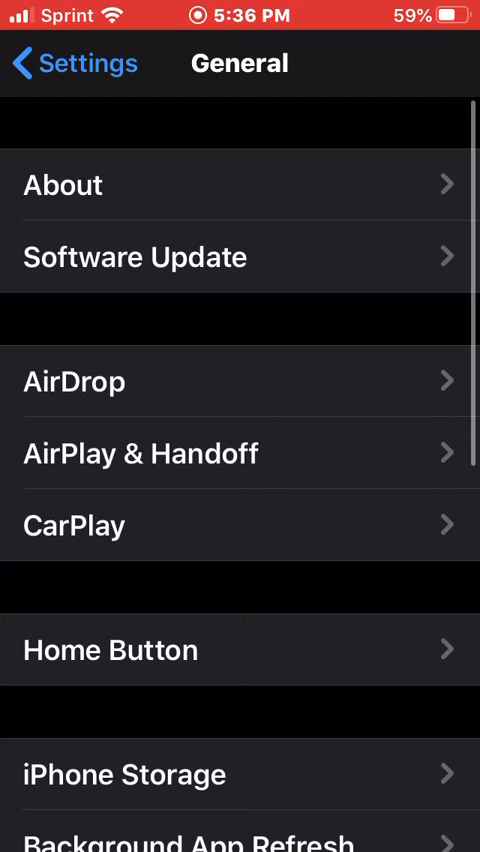 Sprint 5:36 PM 59%
Settings General
About
Software Update
AirDrop
AirPlay & Handoff
CarPlay
Home Button
iPhone Storage
Background App Refresh